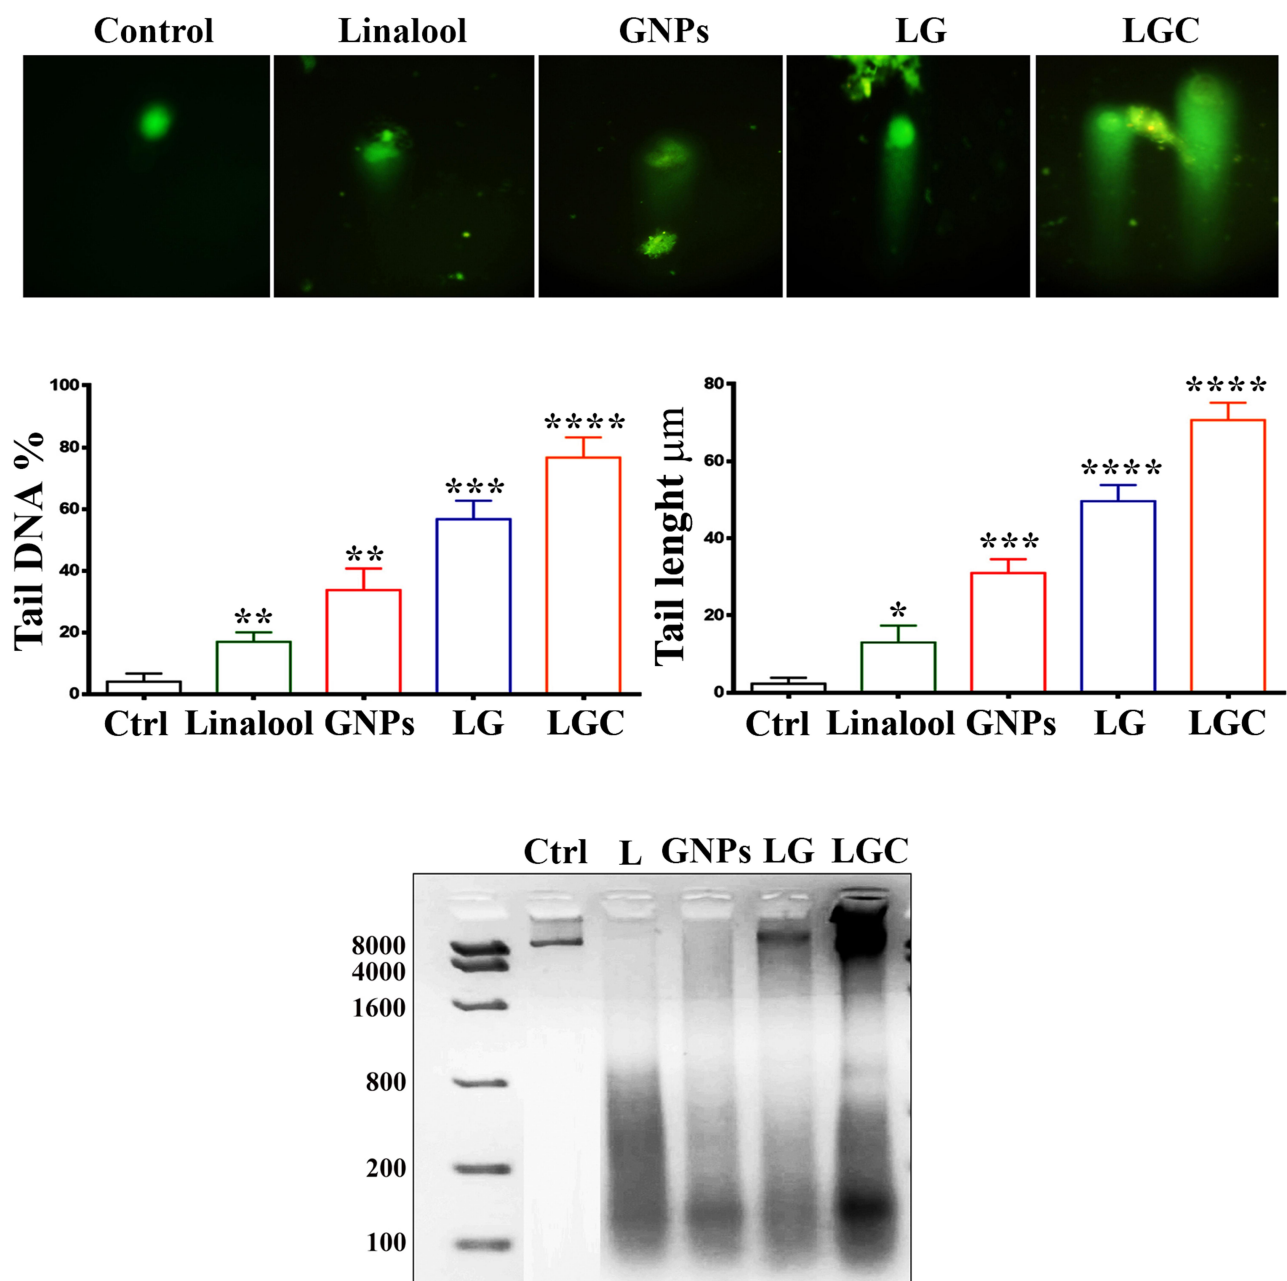 Control Linalool GNPs LG LGC
Tail DNA %
100
80
60
40
20
0
** ** *** ****
Ctrl Linalool GNPs LG LGC
Tail lenght µm
80
60
40
20
0
* *** **** ****
Ctrl Linalool GNPs LG LGC
Ctrl L GNPs LG LGC
8000
4000
1600
800
200
100